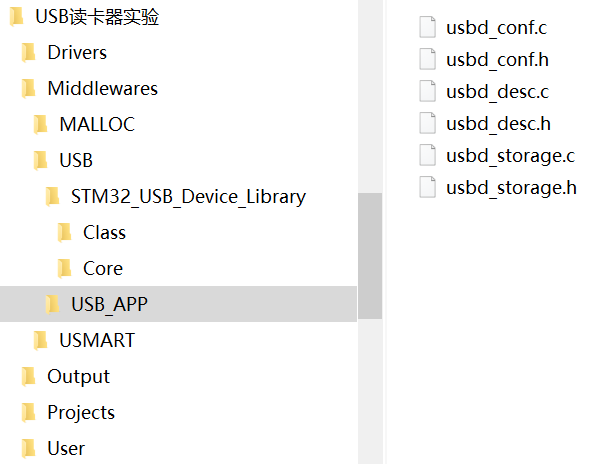 USB读卡器实验
Drivers
Middlewares
MALLOC
USB
STM32_USB_Device_Library
Class
Core
USB_APP
USMART
Output
Projects
User
usbd_conf.c
usbd_conf.h
usbd_desc.c
usbd_desc.h
usbd_storage.c
usbd_storage.h